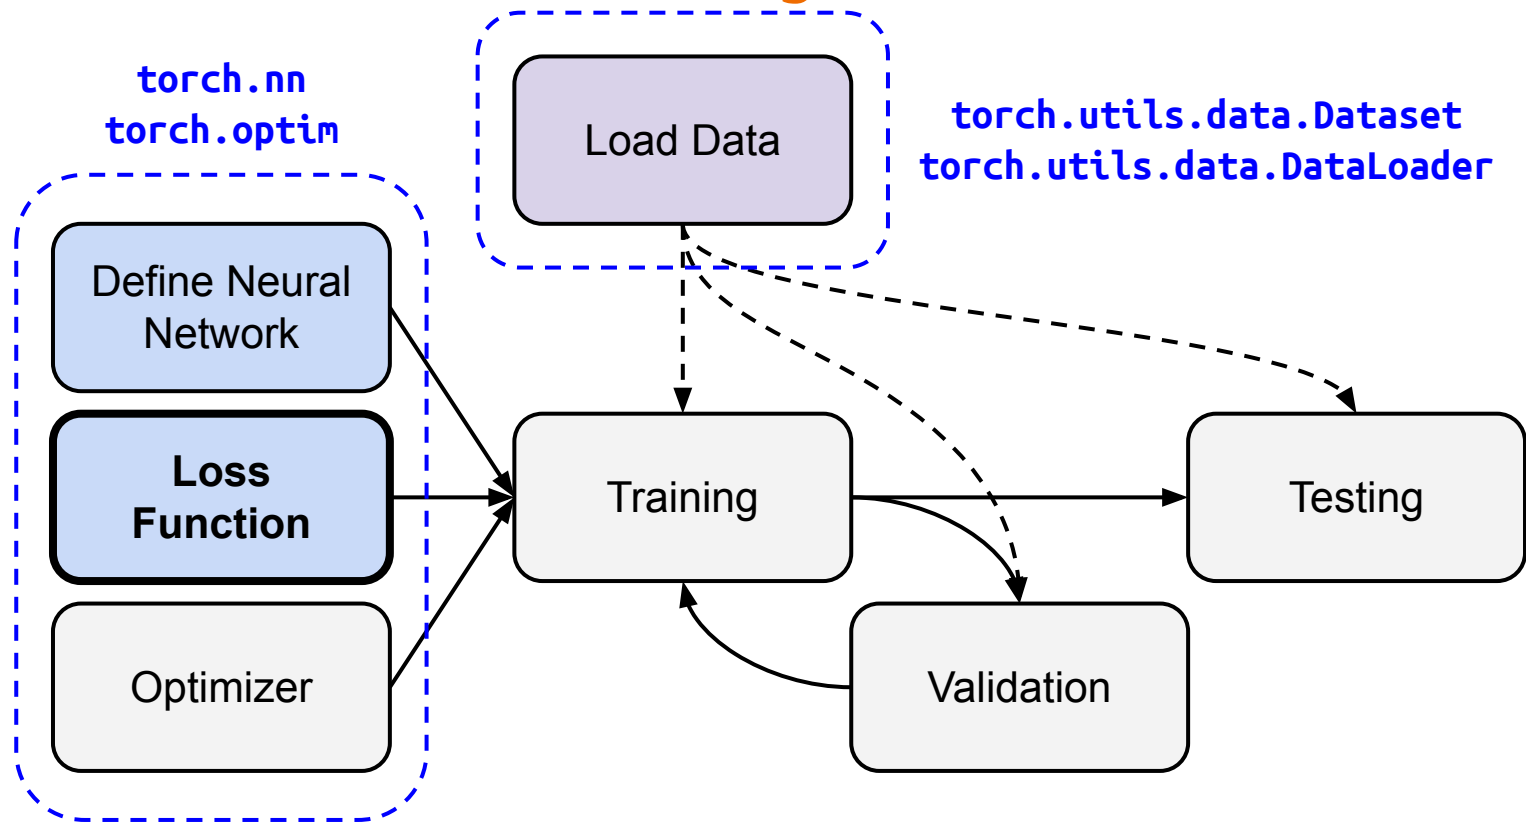 torch.nn
torch.optim
Load Data
torch.utils.data.Dataset
torch.utils.data.DataLoader
Define Neural
Network
Loss
Function
Optimizer
Training
Validation
Testing